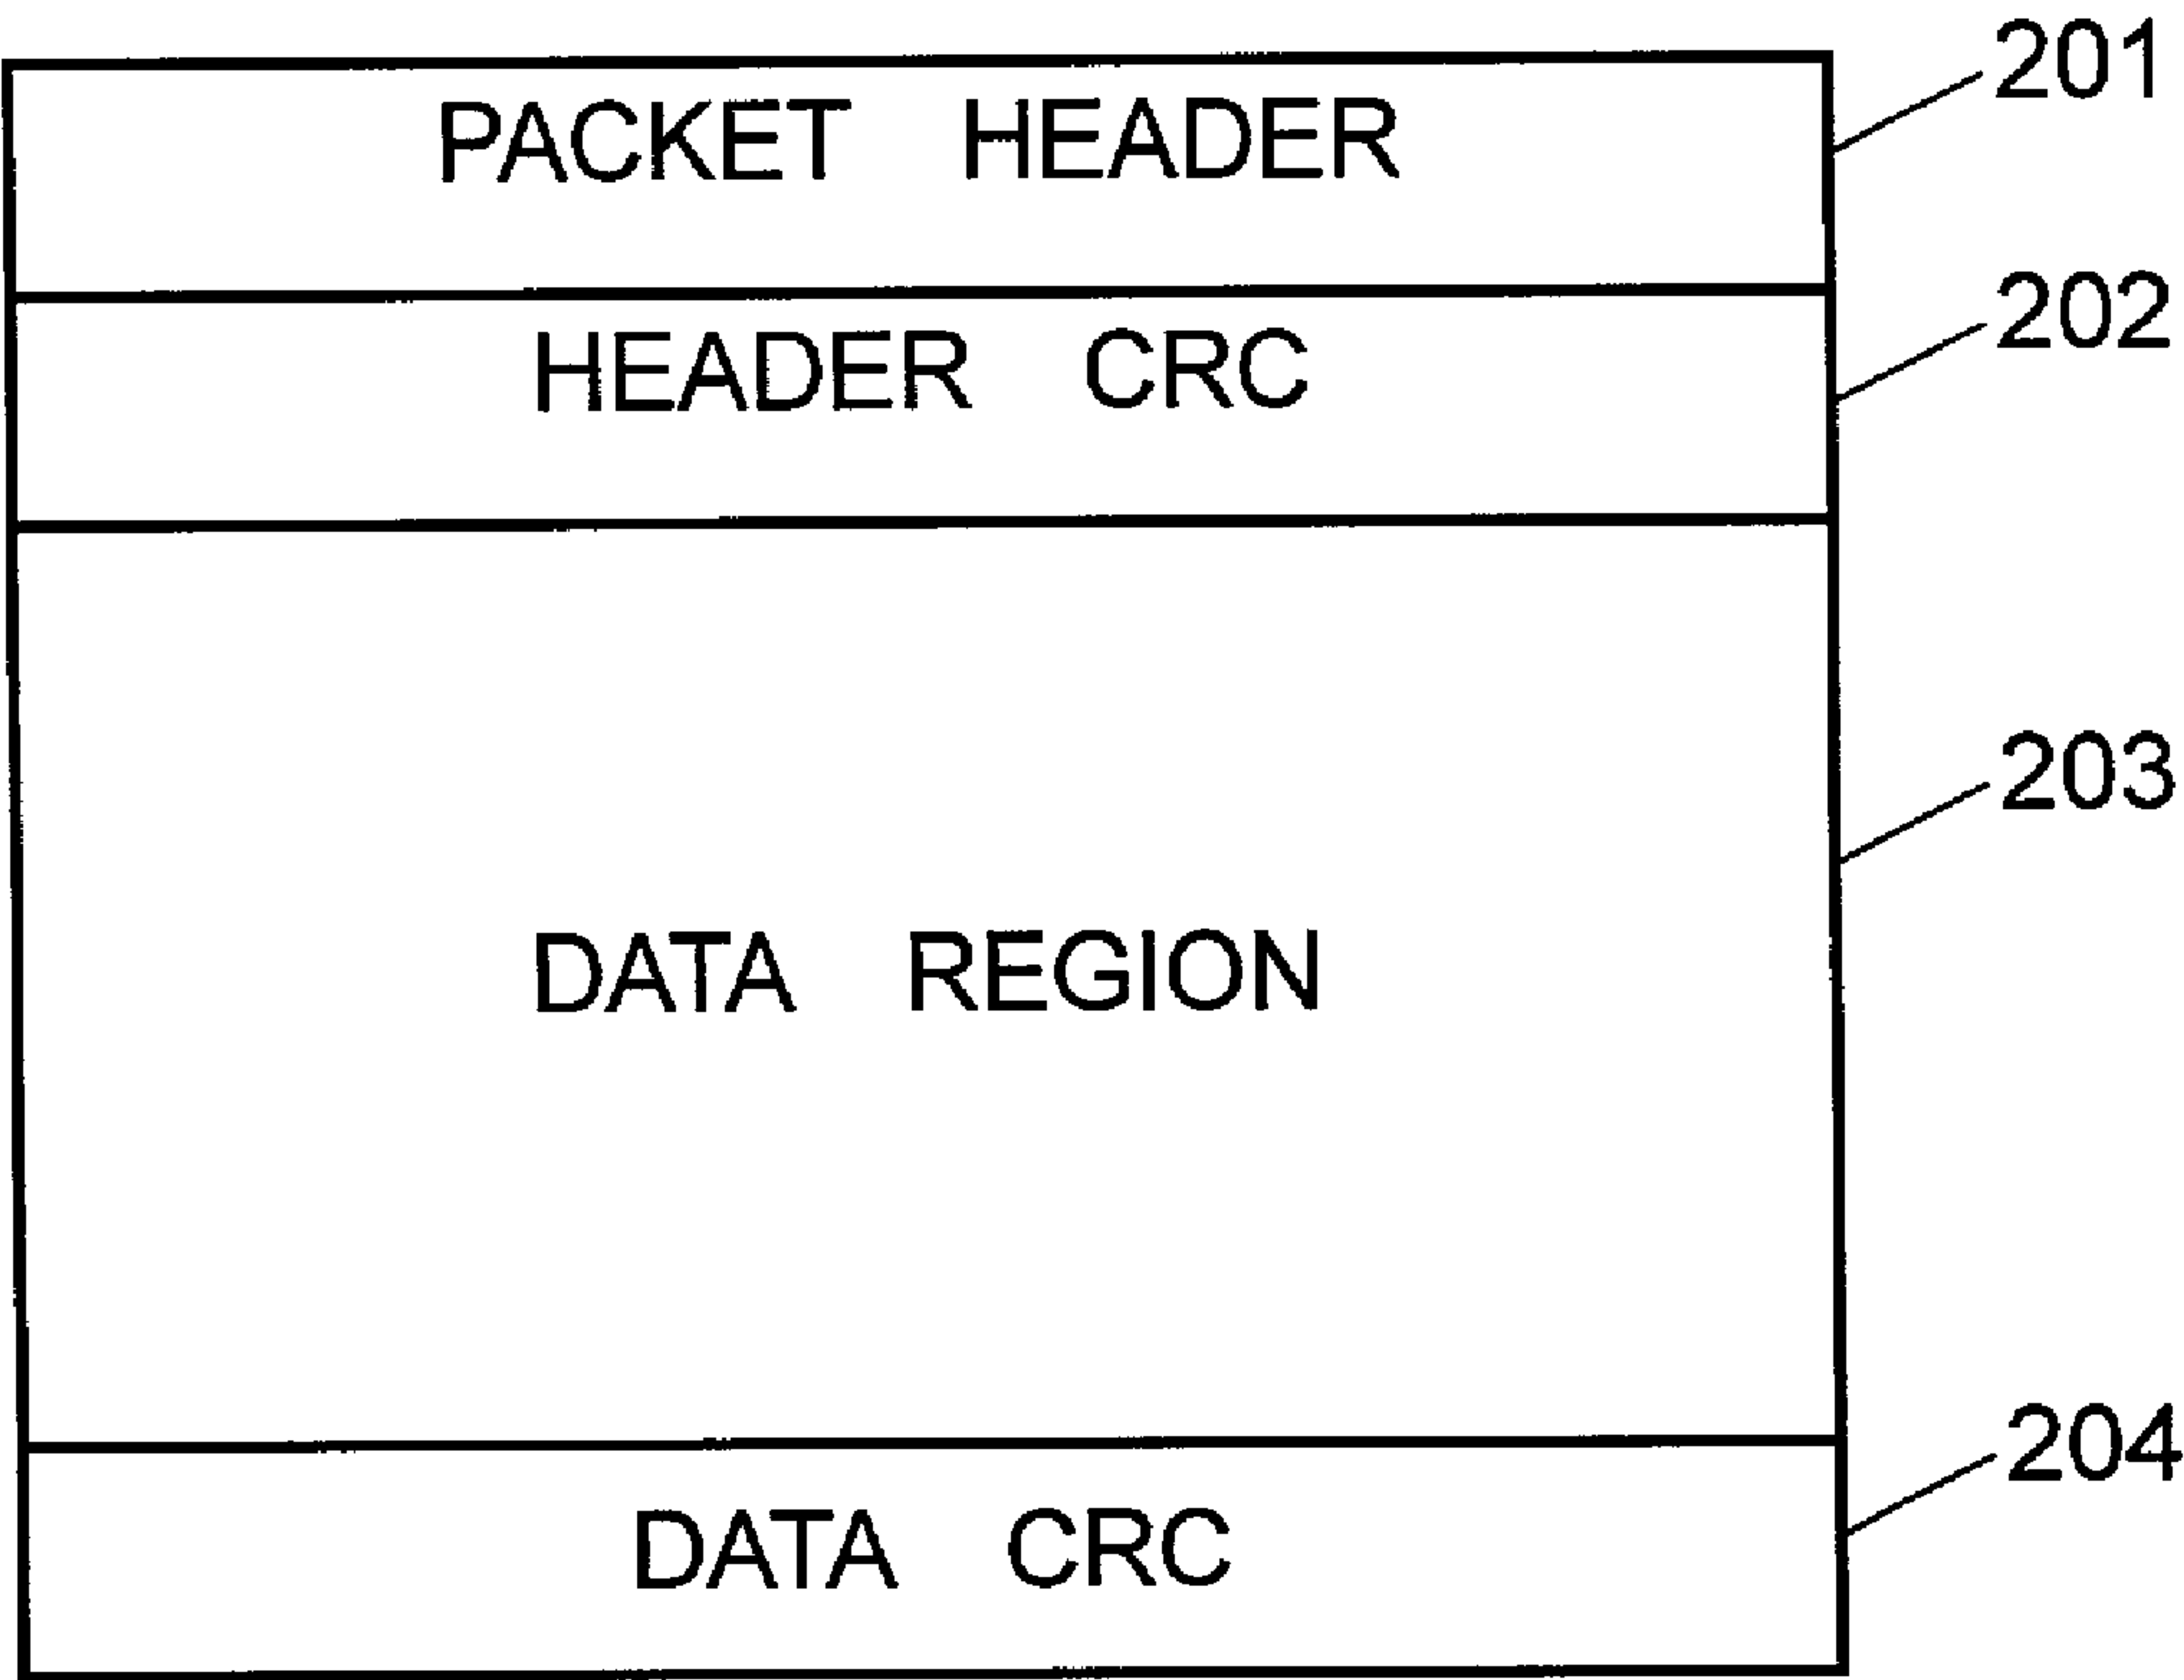 201
PACKET HEADER
202
HEADER CRC
203
DATA REGION
204
DATA CRC